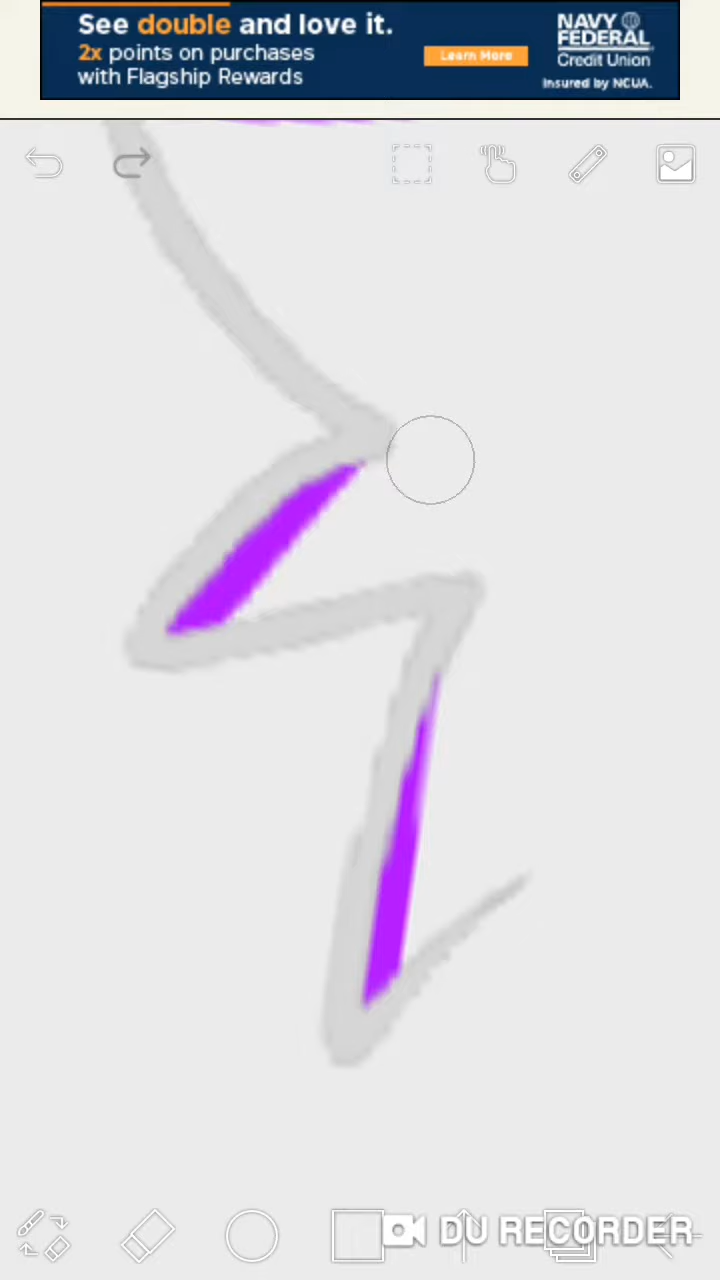 See double and love it.
2x points on purchases
with Flagship Rewards
Learn More
NAVY
FEDERAL
Credit Union
Insured by NCUA.
DU RECORDER